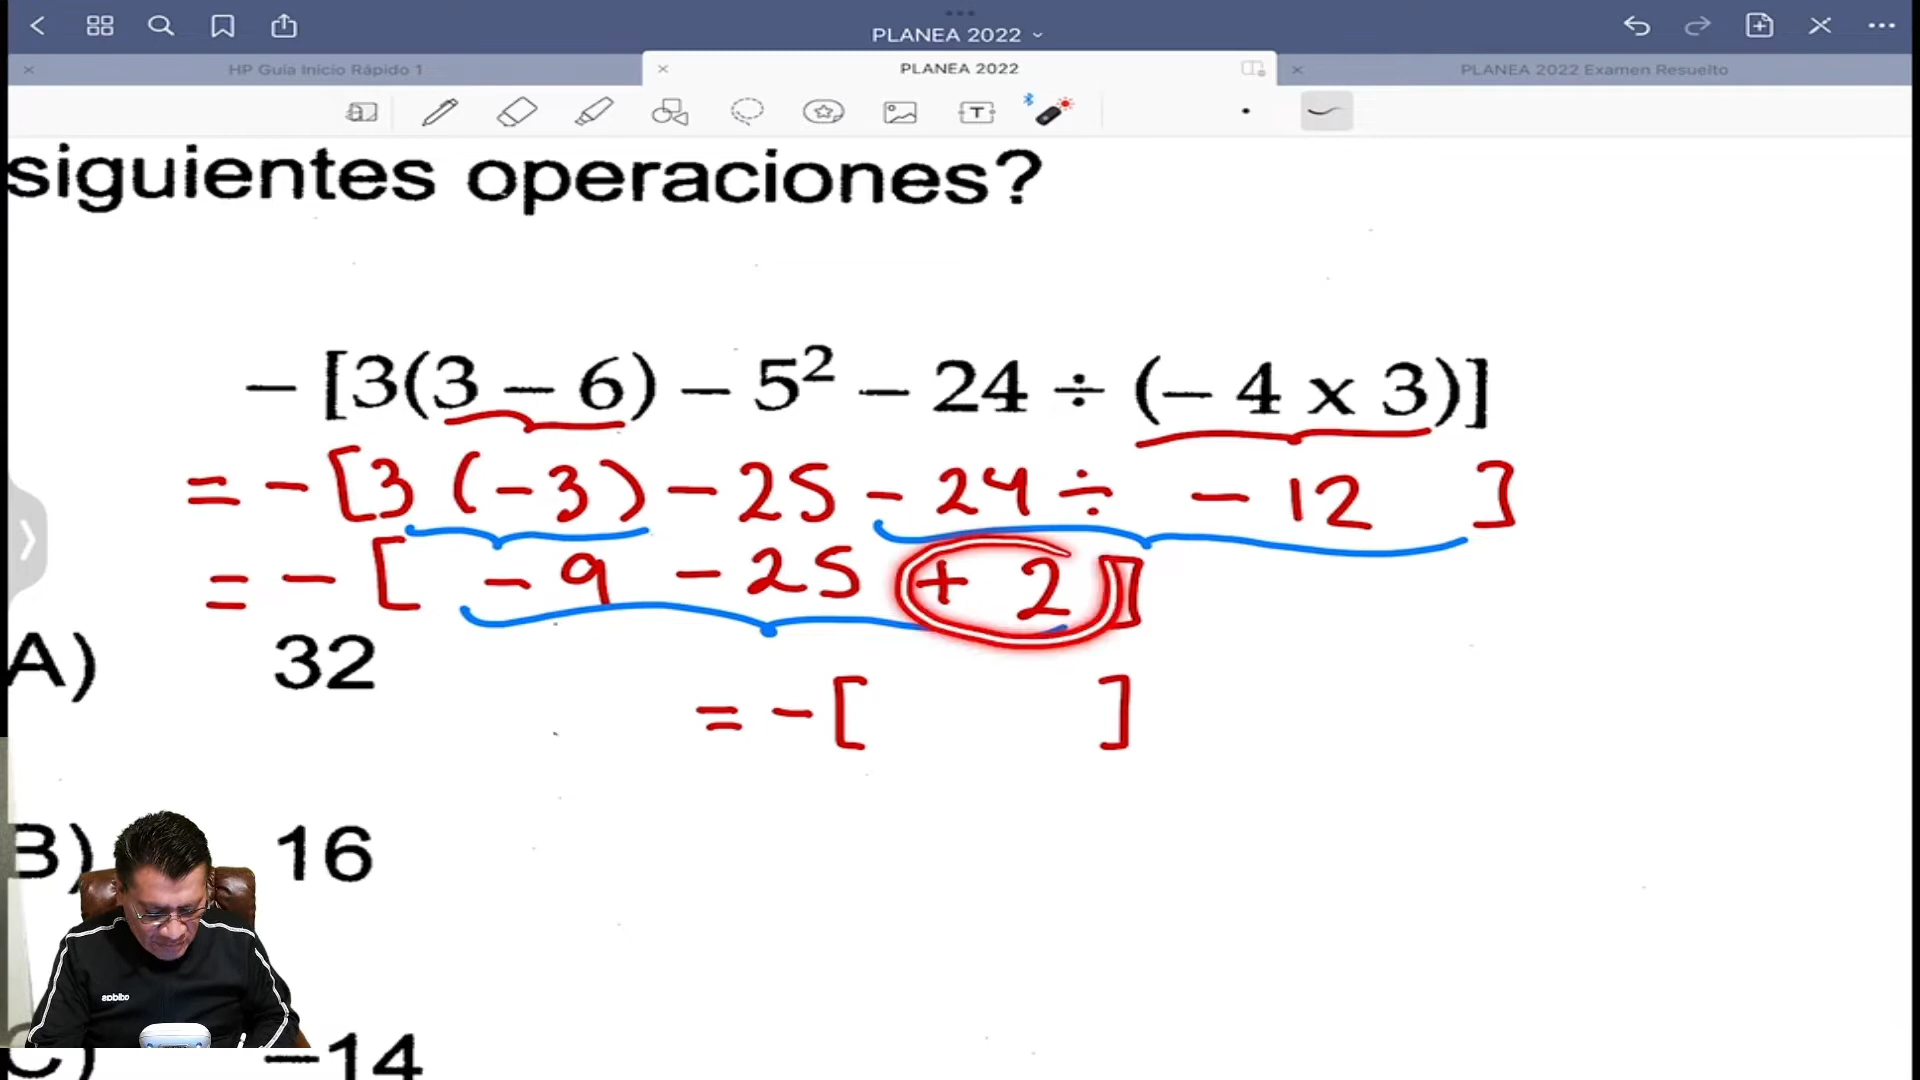 PLANEA 2022
HP Guía Inicio Rápido 1
PLANEA 2022
PLANEA 2022 Examen Resuelto
T
siguientes operaciones?
− [3(3 − 6) − 5² − 24 ÷ (− 4 x 3)]
= - [3 (-3) - 25 - 24 ÷ - 12 ]
= - [ - 9 - 25 + 2 ]
A) 32
= - [ ]
B) 16
adidas
C) −14